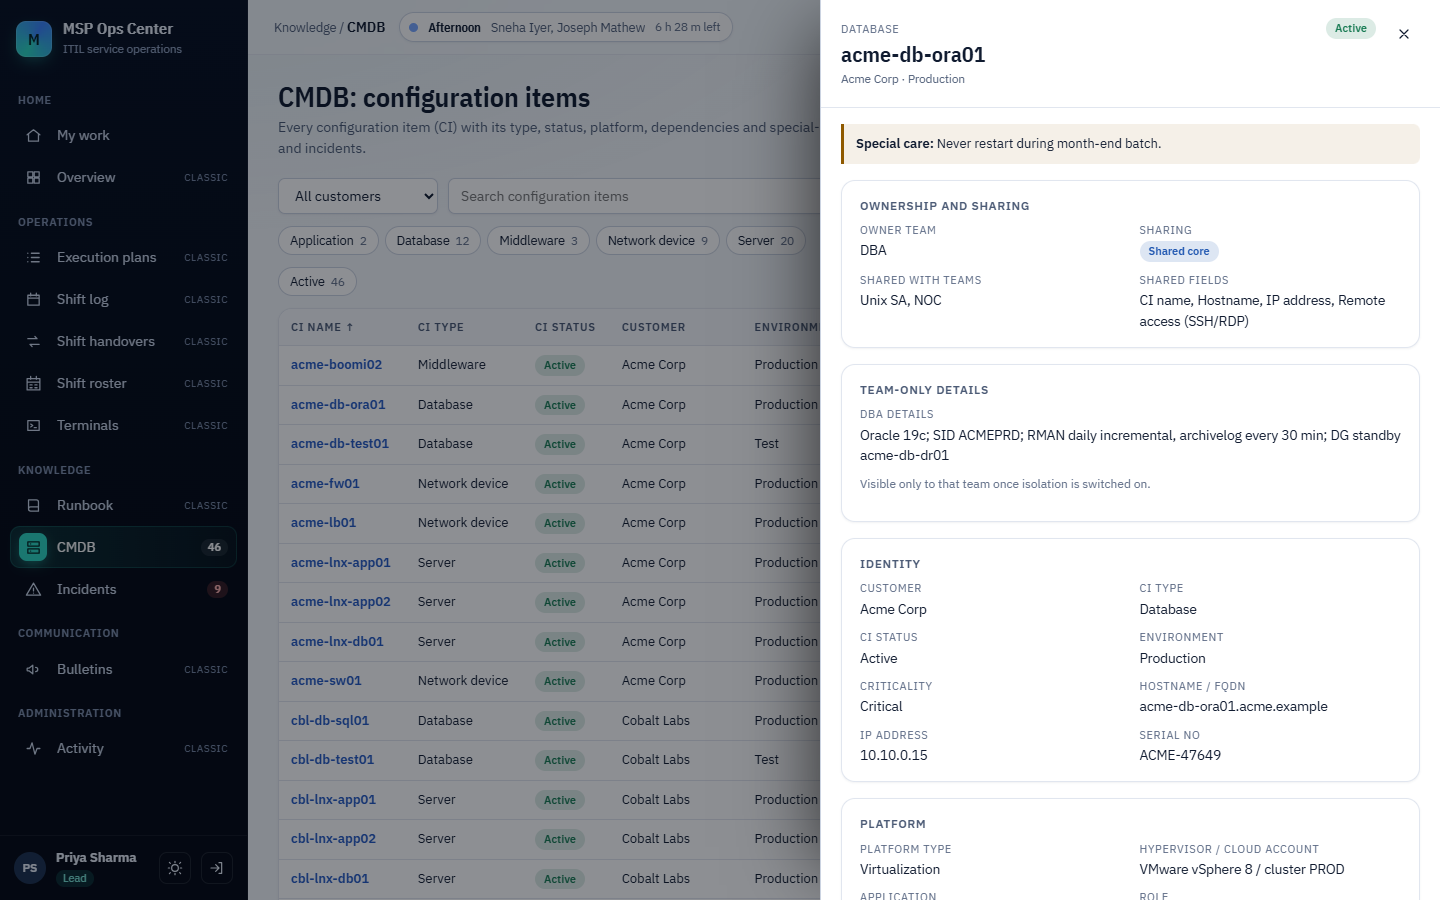 M
MSP Ops Center
ITIL service operations
HOME
My work
Overview CLASSIC
OPERATIONS
Execution plans CLASSIC
Shift log CLASSIC
Shift handovers CLASSIC
Shift roster CLASSIC
Terminals CLASSIC
KNOWLEDGE
Runbook CLASSIC
CMDB 46
Incidents 9
COMMUNICATION
Bulletins CLASSIC
ADMINISTRATION
Activity CLASSIC
PS
Priya Sharma
Lead
Knowledge / CMDB
Afternoon Sneha Iyer, Joseph Mathew 6 h 28 m left
CMDB: configuration items
Every configuration item (CI) with its type, status, platform, dependencies and special-
and incidents.
All customers
Search configuration items
Application 2 Database 12 Middleware 3 Network device 9 Server 20
Active 46
CI NAME ↑ CI TYPE CI STATUS CUSTOMER ENVIRONM
acme-boomi02 Middleware Active Acme Corp Production
acme-db-ora01 Database Active Acme Corp Production
acme-db-test01 Database Active Acme Corp Test
acme-fw01 Network device Active Acme Corp Production
acme-lb01 Network device Active Acme Corp Production
acme-lnx-app01 Server Active Acme Corp Production
acme-lnx-app02 Server Active Acme Corp Production
acme-lnx-db01 Server Active Acme Corp Production
acme-sw01 Network device Active Acme Corp Production
cbl-db-sql01 Database Active Cobalt Labs Production
cbl-db-test01 Database Active Cobalt Labs Test
cbl-lnx-app01 Server Active Cobalt Labs Production
cbl-lnx-app02 Server Active Cobalt Labs Production
cbl-lnx-db01 Server Active Cobalt Labs Production
DATABASE
acme-db-ora01
Acme Corp · Production
Active
Special care: Never restart during month-end batch.
OWNERSHIP AND SHARING
OWNER TEAM
DBA
SHARING
Shared core
SHARED WITH TEAMS
Unix SA, NOC
SHARED FIELDS
CI name, Hostname, IP address, Remote
access (SSH/RDP)
TEAM-ONLY DETAILS
DBA DETAILS
Oracle 19c; SID ACMEPRD; RMAN daily incremental, archivelog every 30 min; DG standby
acme-db-dr01
Visible only to that team once isolation is switched on.
IDENTITY
CUSTOMER
Acme Corp
CI TYPE
Database
CI STATUS
Active
ENVIRONMENT
Production
CRITICALITY
Critical
HOSTNAME / FQDN
acme-db-ora01.acme.example
IP ADDRESS
10.10.0.15
SERIAL NO
ACME-47649
PLATFORM
PLATFORM TYPE
Virtualization
HYPERVISOR / CLOUD ACCOUNT
VMware vSphere 8 / cluster PROD
APPLICATION
ROLE